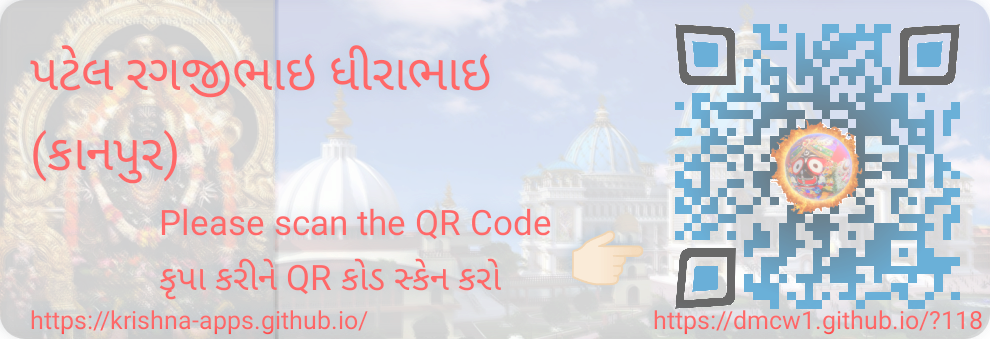 પટેલ રગજીભાઇ ધીરાભાઇ
(કાનપુર)
Please scan the QR Code
કૃપા કરીને QR કોડ સ્કેન કરો
https://krishna-apps.github.io/
https://dmcw1.github.io/?118